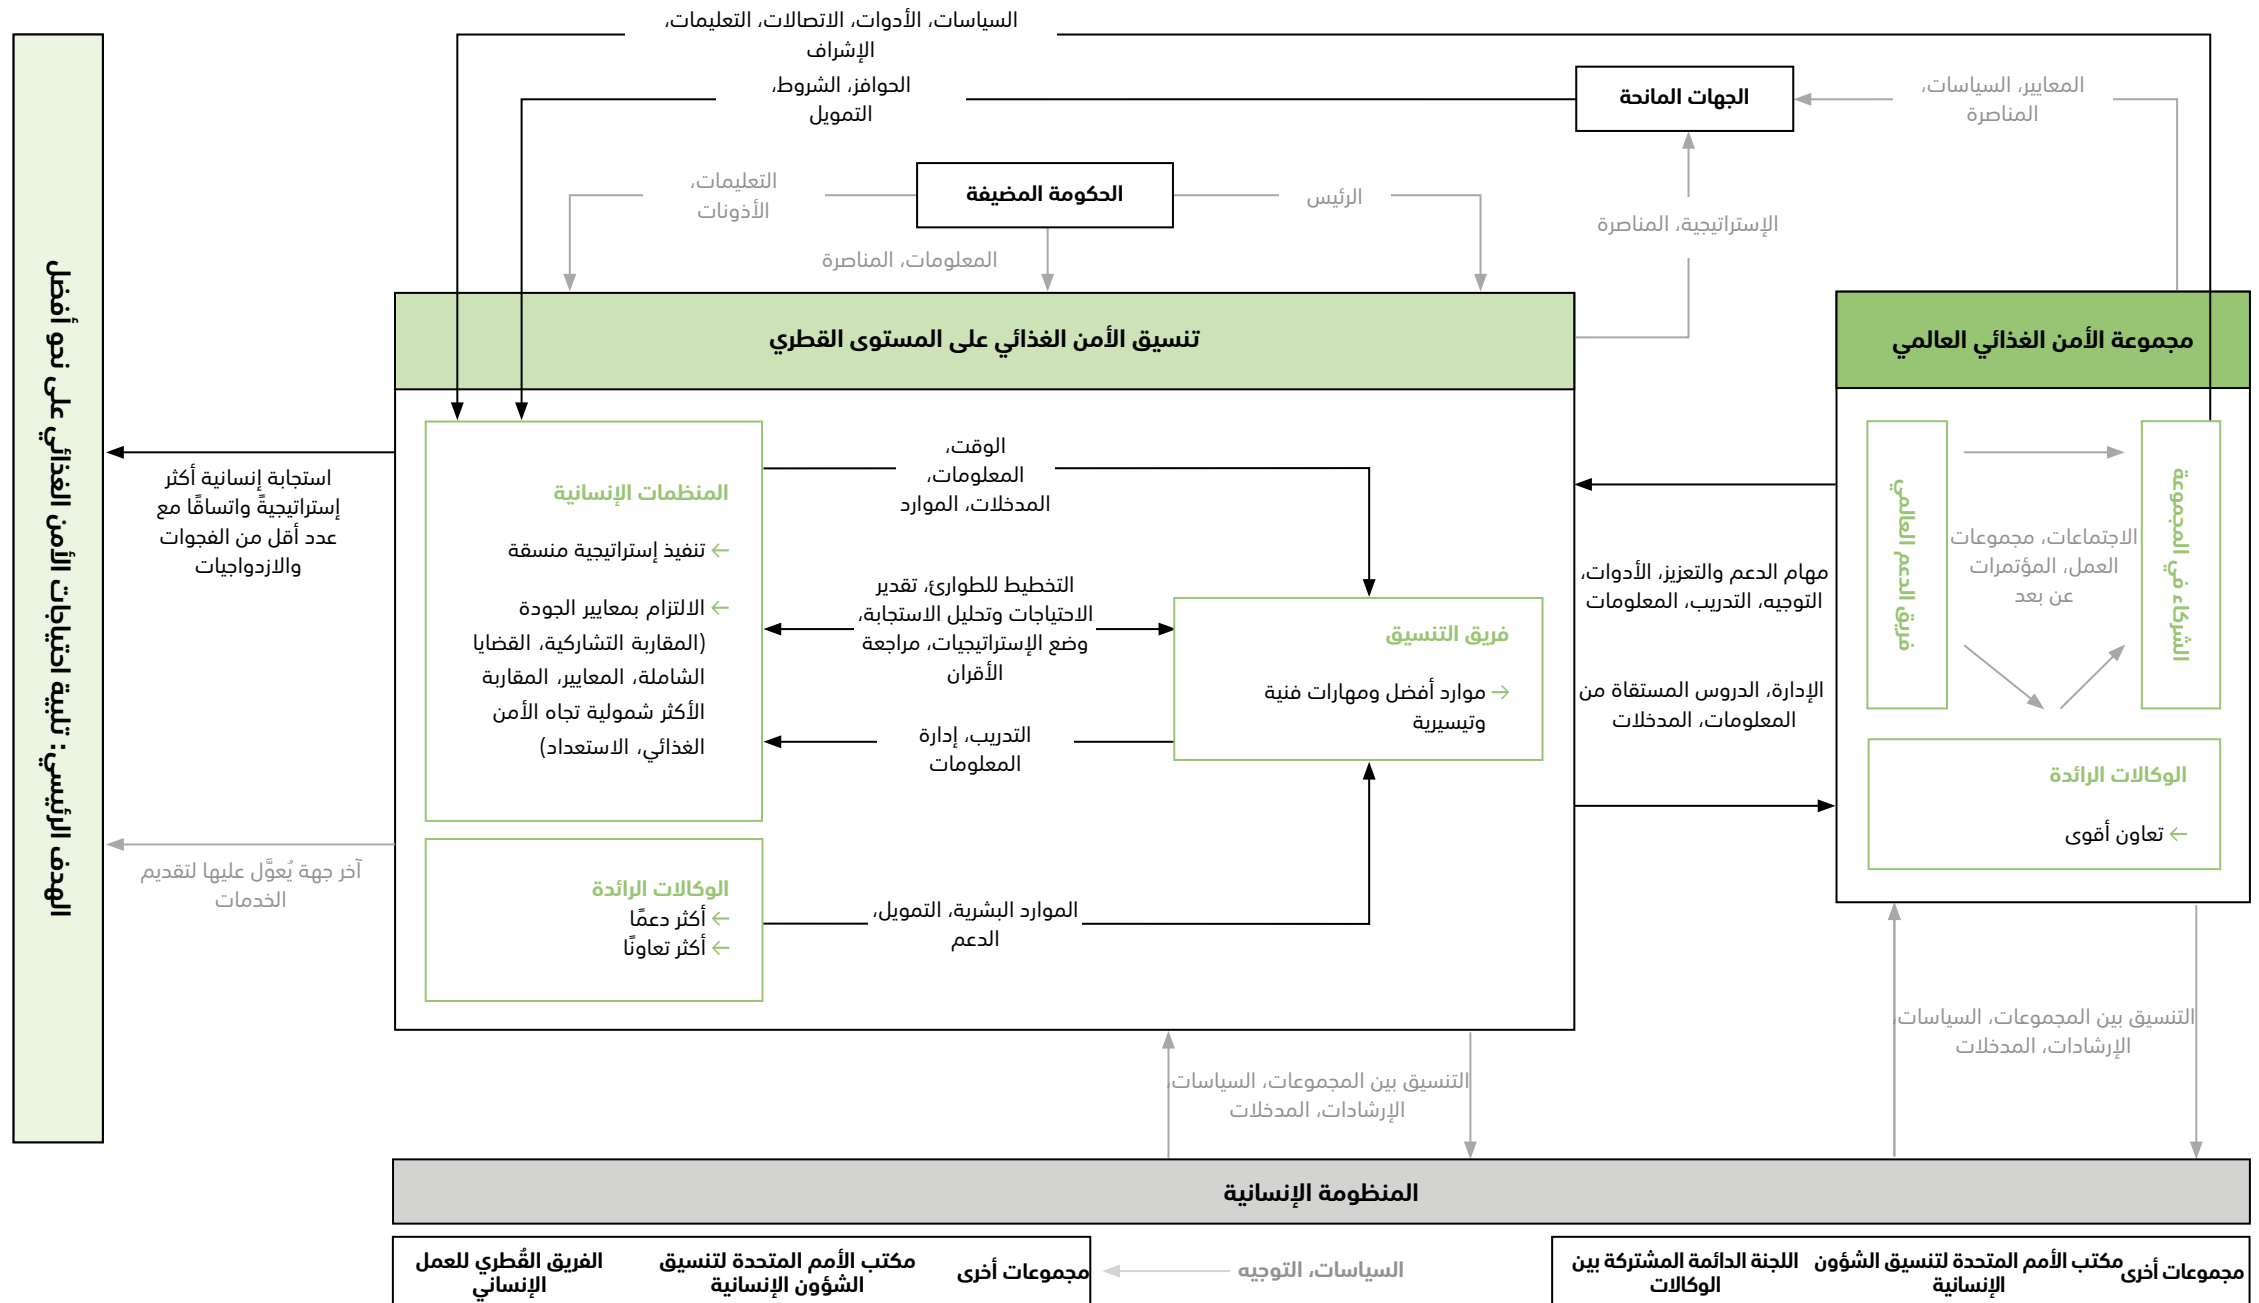 السياسات، الأدوات، الاتصالات، التعليمات،
الإشراف
الحوافز، الشروط،
التمويل
الجهات المانحة
المعايير، السياسات،
المناصرة
الحكومة المضيفة
التعليمات،
الأذونات
الرئيس
المعلومات، المناصرة
الإستراتيجية، المناصرة
مجموعة الأمن الغذائي العالمي
الشركاء في المجموعة
فريق الدعم العالمي
الاجتماعات، مجموعات
العمل، المؤتمرات
عن بعد
الوكالات الرائدة
← تعاون أقوى
مهام الدعم والتعزيز، الأدوات،
التوجيه، التدريب، المعلومات
الإدارة، الدروس المستقاة من
المعلومات، المدخلات
تنسيق الأمن الغذائي على المستوى القطري
المنظمات الإنسانية
← تنفيذ إستراتيجية منسقة
← الالتزام بمعايير الجودة
(المقاربة التشاركية، القضايا
الشاملة، المعايير، المقاربة
الأكثر شمولية تجاه الأمن
الغذائي، الاستعداد)
الوقت،
المعلومات،
المدخلات، الموارد
التخطيط للطوارئ، تقدير
الاحتياجات وتحليل الاستجابة،
وضع الإستراتيجيات، مراجعة
الأقران
التدريب، إدارة
المعلومات
فريق التنسيق
→ موارد أفضل ومهارات فنية
وتيسيرية
الوكالات الرائدة
← أكثر دعمًا
← أكثر تعاونًا
الموارد البشرية، التمويل،
الدعم
استجابة إنسانية أكثر
إستراتيجيةً واتساقًا مع
عدد أقل من الفجوات
والازدواجيات
آخر جهة يُعوَّل عليها لتقديم
الخدمات
الهدف الرئيسي: تلبية احتياجات الأمن الغذائي على نحو أفضل
التنسيق بين المجموعات، السياسات،
الإرشادات، المدخلات
التنسيق بين المجموعات، السياسات،
الإرشادات، المدخلات
المنظومة الإنسانية
مجموعات أخرى
مكتب الأمم المتحدة لتنسيق الشؤون
الإنسانية
اللجنة الدائمة المشتركة بين
الوكالات
السياسات، التوجيه
مجموعات أخرى
مكتب الأمم المتحدة لتنسيق
الشؤون الإنسانية
الفريق القُطري للعمل
الإنساني